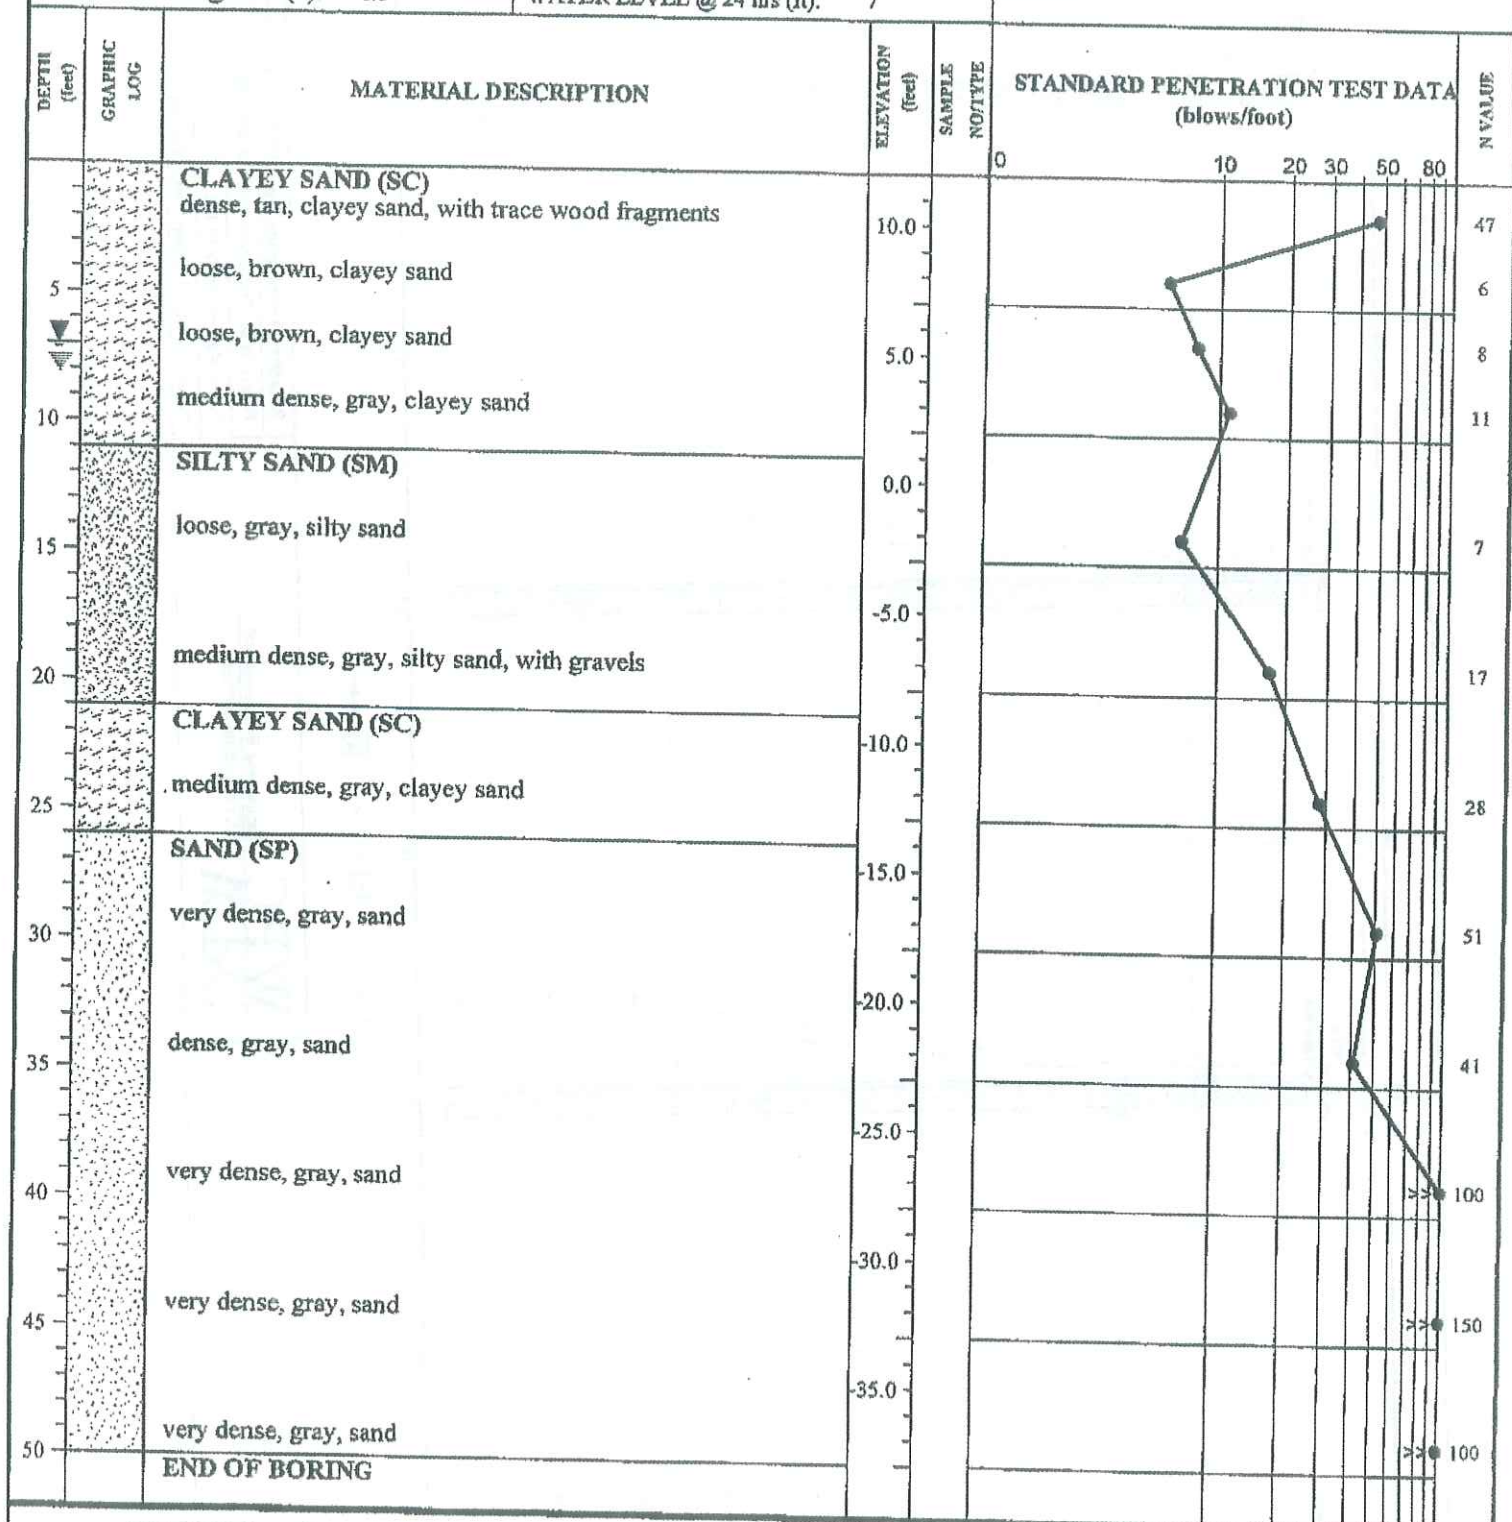 WATER LEVEL @ 24 hrs (ft): 7
DEPTH (feet)
GRAPHIC LOG
MATERIAL DESCRIPTION
ELEVATION (feet)
SAMPLE NO/TYPE
STANDARD PENETRATION TEST DATA
(blows/foot)
N VALUE
0 10 20 30 50 80
CLAYEY SAND (SC)
dense, tan, clayey sand, with trace wood fragments
10.0
47
loose, brown, clayey sand
5
6
loose, brown, clayey sand
5.0
8
medium dense, gray, clayey sand
10
11
SILTY SAND (SM)
0.0
loose, gray, silty sand
15
7
-5.0
medium dense, gray, silty sand, with gravels
20
17
CLAYEY SAND (SC)
-10.0
medium dense, gray, clayey sand
25
28
SAND (SP)
-15.0
very dense, gray, sand
30
51
-20.0
dense, gray, sand
35
41
-25.0
very dense, gray, sand
40
>> 100
-30.0
very dense, gray, sand
45
>> 150
-35.0
very dense, gray, sand
50
>> 100
END OF BORING